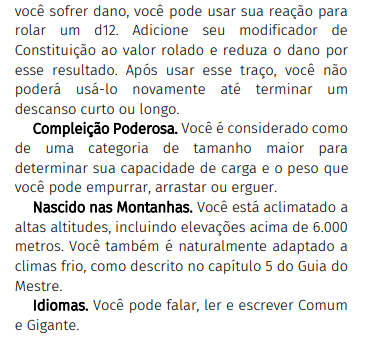 você sofrer dano, você pode usar sua reação para
rolar um d12. Adicione seu modificador de
Constituição ao valor rolado e reduza o dano por
esse resultado. Após usar esse traço, você não
poderá usá-lo novamente até terminar um
descanso curto ou longo.
Compleição Poderosa. Você é considerado como
de uma categoria de tamanho maior para
determinar sua capacidade de carga e o peso que
você pode empurrar, arrastar ou erguer.
Nascido nas Montanhas. Você está aclimatado a
altas altitudes, incluindo elevações acima de 6.000
metros. Você também é naturalmente adaptado a
climas frio, como descrito no capítulo 5 do Guia do
Mestre.
Idiomas. Você pode falar, ler e escrever Comum
e Gigante.